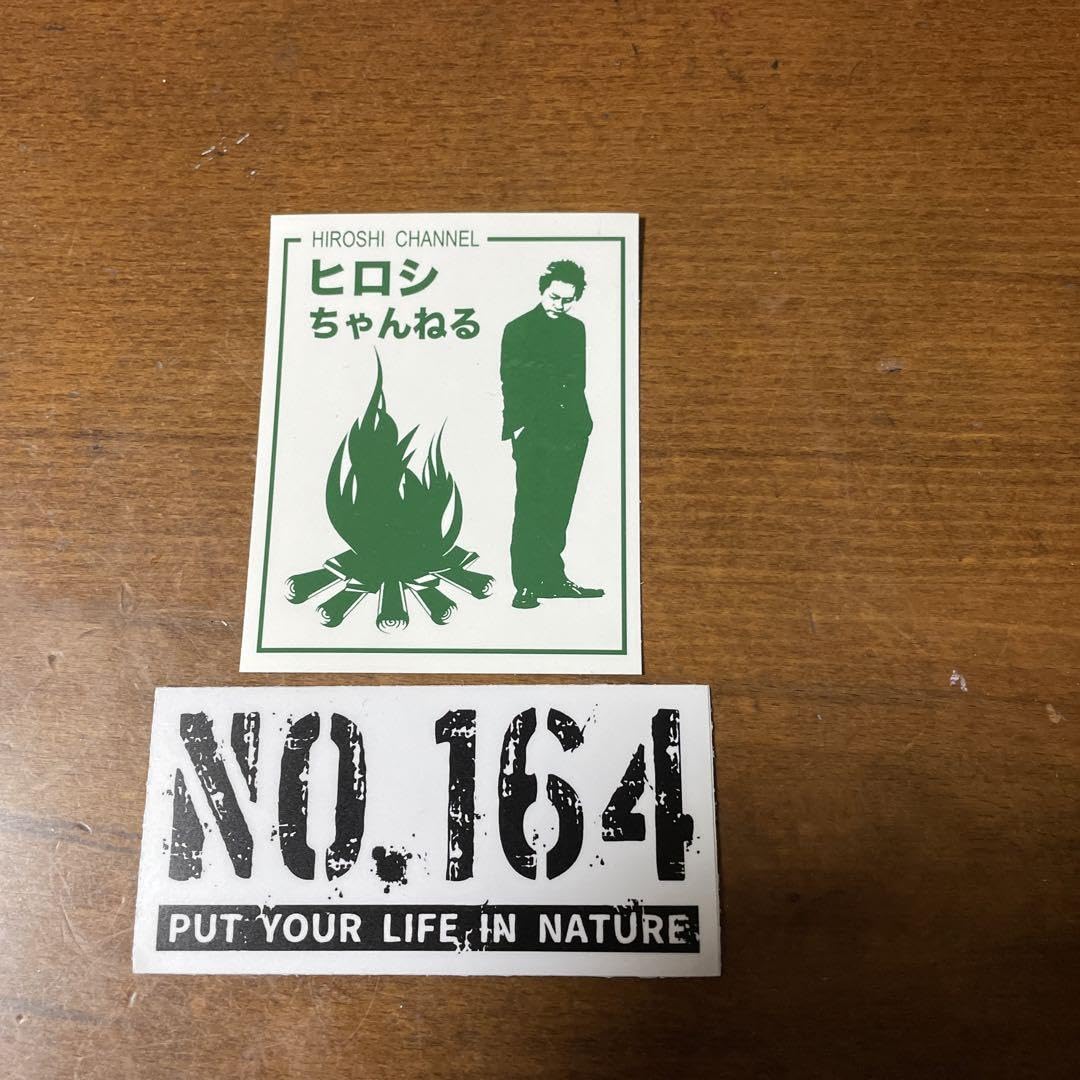 HIROSHI CHANNEL
ヒロシ
ちゃんねる
NO.164
PUT YOUR LIFE IN NATURE